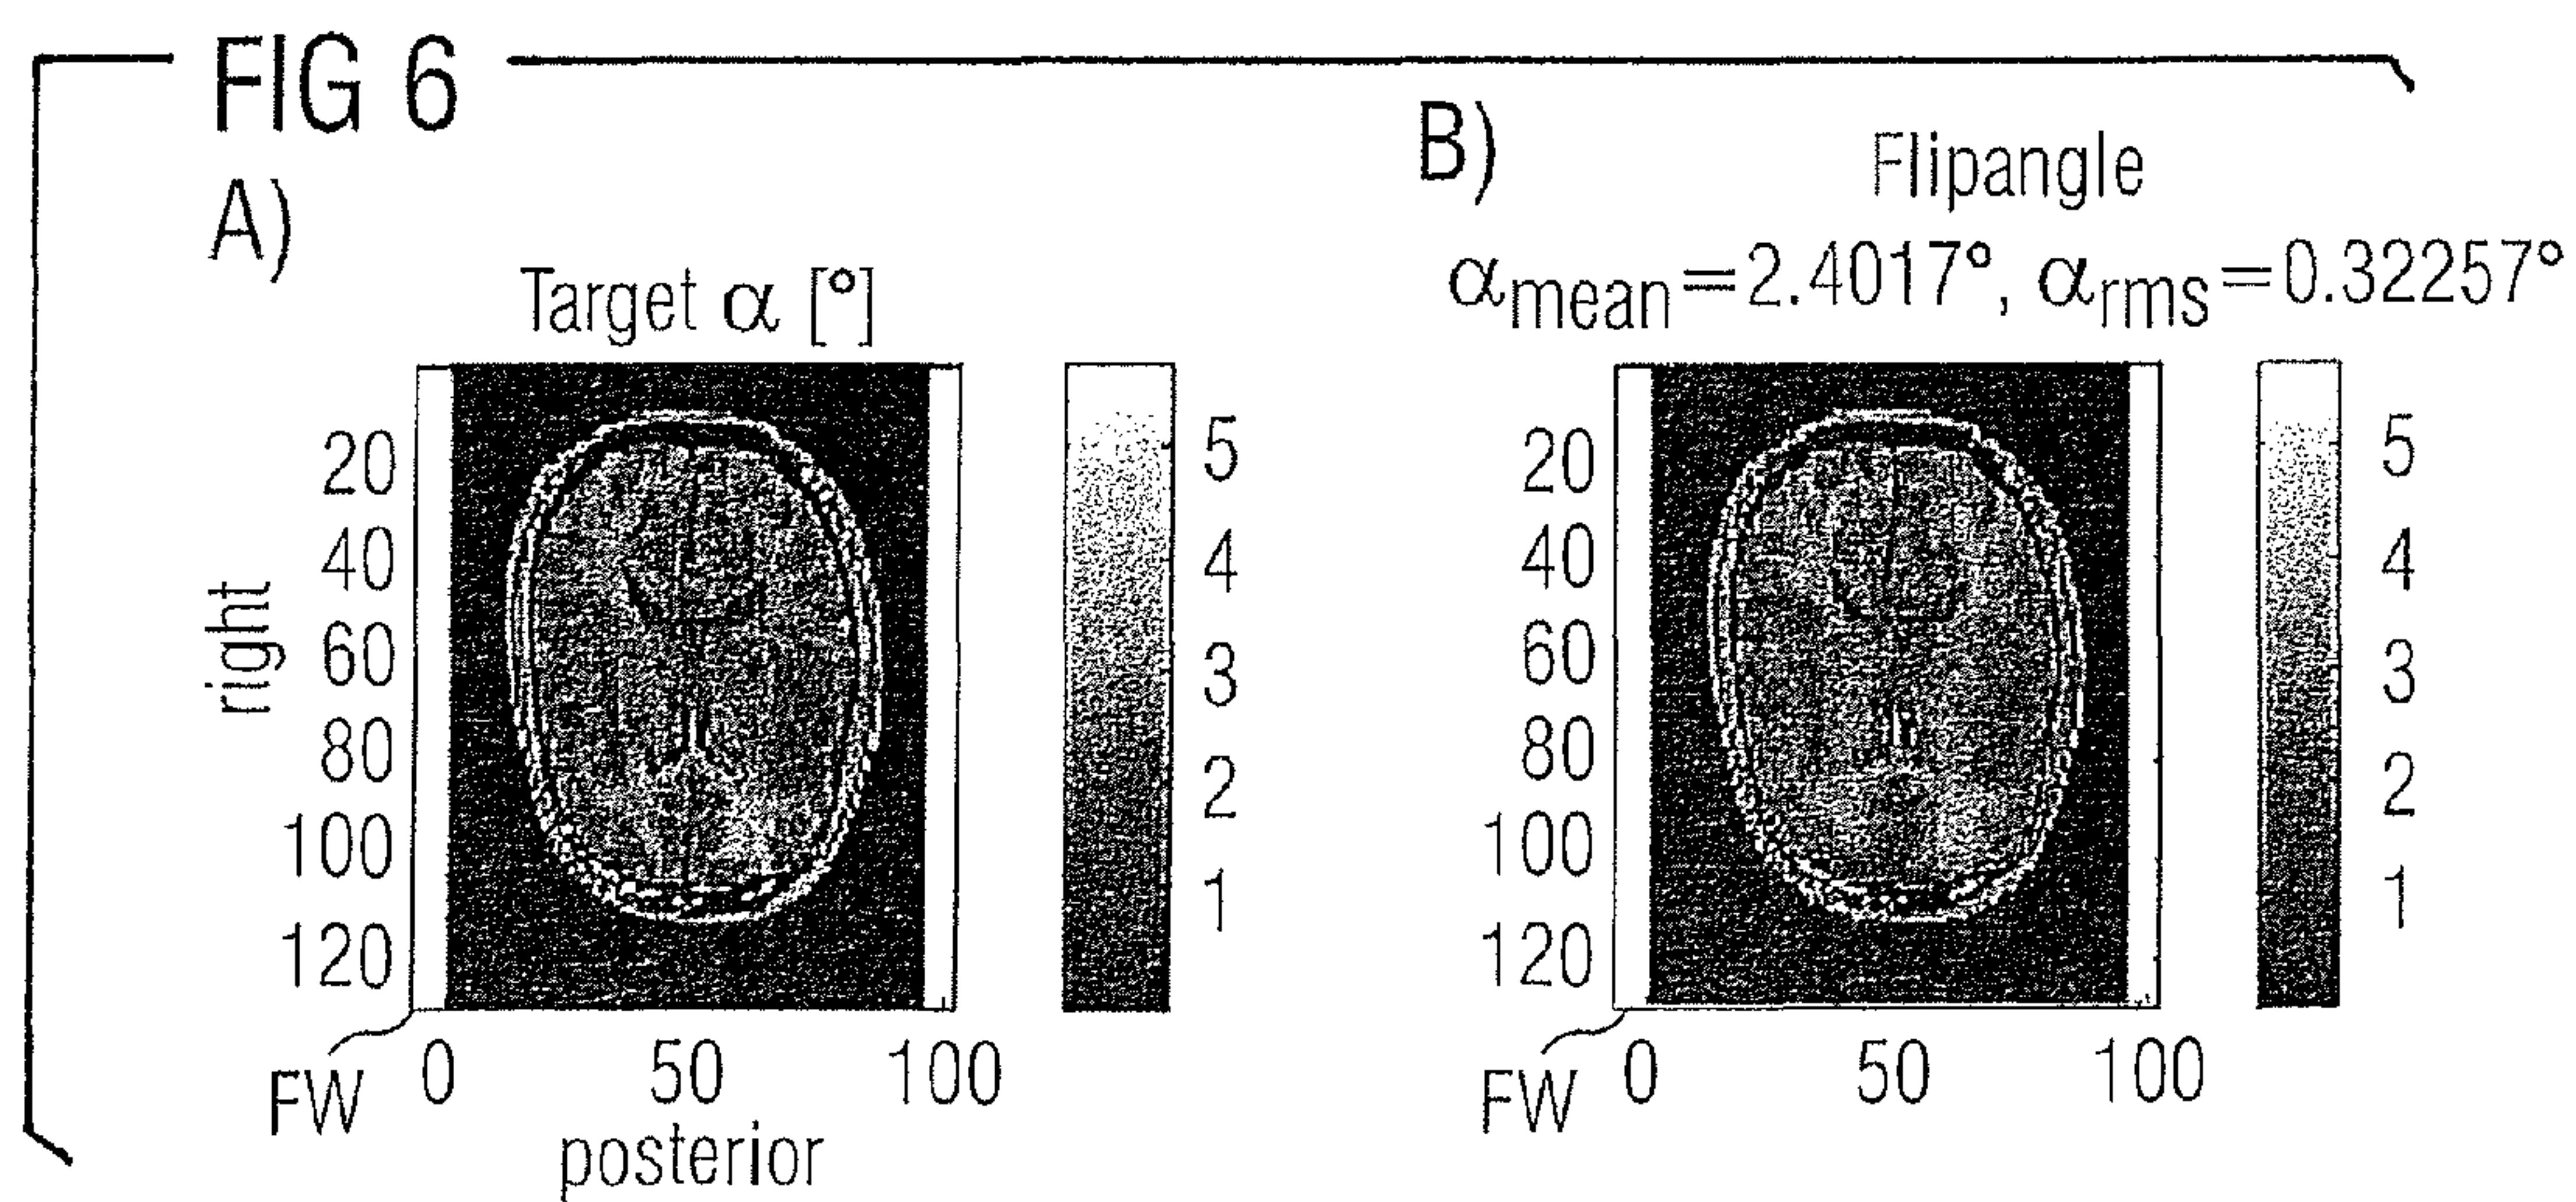 FIG 6
A)
Target α [°]
20
40
60
80
100
120
right
FW
0 50 100
posterior
5
4
3
2
1
B)
Flipangle
αmean=2.4017°, αrms=0.32257°
20
40
60
80
100
120
FW
0 50 100
5
4
3
2
1